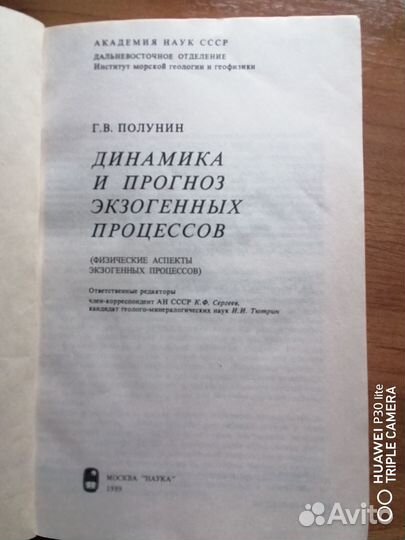 АКАДЕМИЯ НАУК СССР
ДАЛЬНЕВОСТОЧНОЕ ОТДЕЛЕНИЕ
Институт морской геологии и геофизики
Г.В. ПОЛУНИН
ДИНАМИКА
И ПРОГНОЗ
ЭКЗОГЕННЫХ
ПРОЦЕССОВ
(ФИЗИЧЕСКИЕ АСПЕКТЫ
ЭКЗОГЕННЫХ ПРОЦЕССОВ)
Ответственные редакторы
член-корреспондент АН СССР К.Ф. Сергеев,
кандидат геолого-минералогических наук И.И. Тютрин
МОСКВА "НАУКА"
1989
HUAWEI P30 lite
TRIPLE CAMERA
Avito